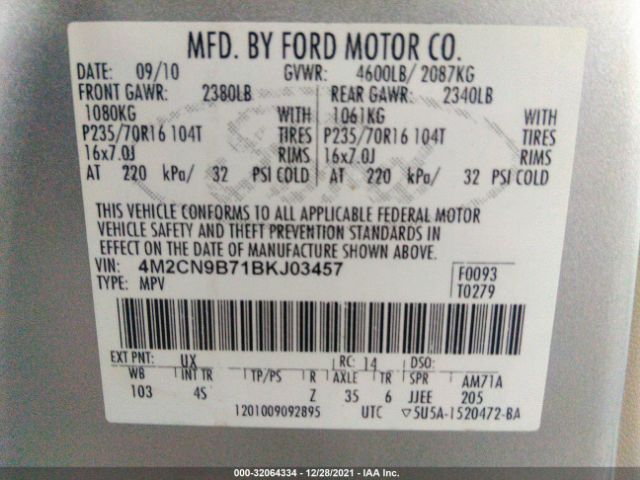 MFD. BY FORD MOTOR CO.
DATE: 09/10 GVWR: 4600LB/ 2087KG
FRONT GAWR: 2380LB REAR GAWR: 2340LB
1080KG WITH 1061KG WITH
P235/70R16 104T TIRES P235/70R16 104T TIRES
16x7.0J RIMS 16x7.0J RIMS
AT 220 kPa/ 32 PSI COLD AT 220 kPa/ 32 PSI COLD
THIS VEHICLE CONFORMS TO ALL APPLICABLE FEDERAL MOTOR
VEHICLE SAFETY AND THEFT PREVENTION STANDARDS IN
EFFECT ON THE DATE OF MANUFACTURE SHOWN ABOVE.
VIN: 4M2CN9B71BKJ03457 F0093
TYPE: MPV T0279
EXT PNT: UX RC: 14 DSO:
WB INT TR TP/PS R AXLE TR SPR AM71A
103 4S Z 35 6 JJEE 205
1201009092895 UTC ▽5U5A-1520472-BA
000-32064334 - 12/28/2021 - IAA Inc.